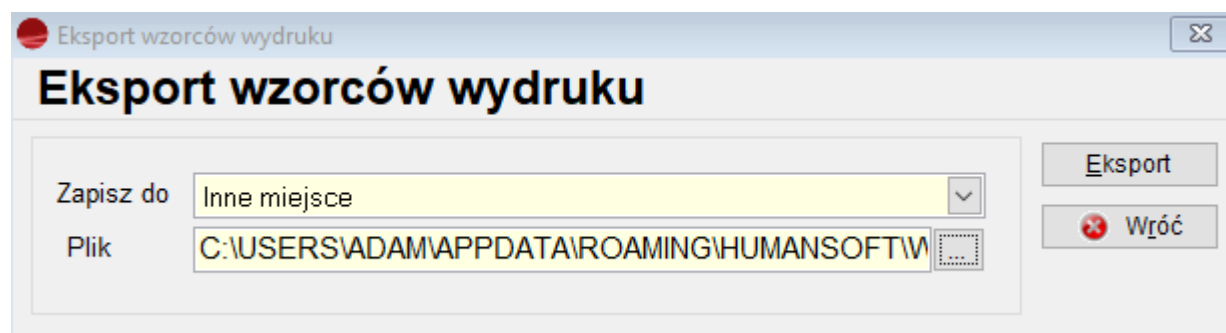 Eksport wzorców wydruku
Eksport wzorców wydruku
Zapisz do Inne miejsce
Eksport
Plik C:\USERS\ADAM\APPDATA\ROAMING\HUMANSOFT\ ...
Wróć